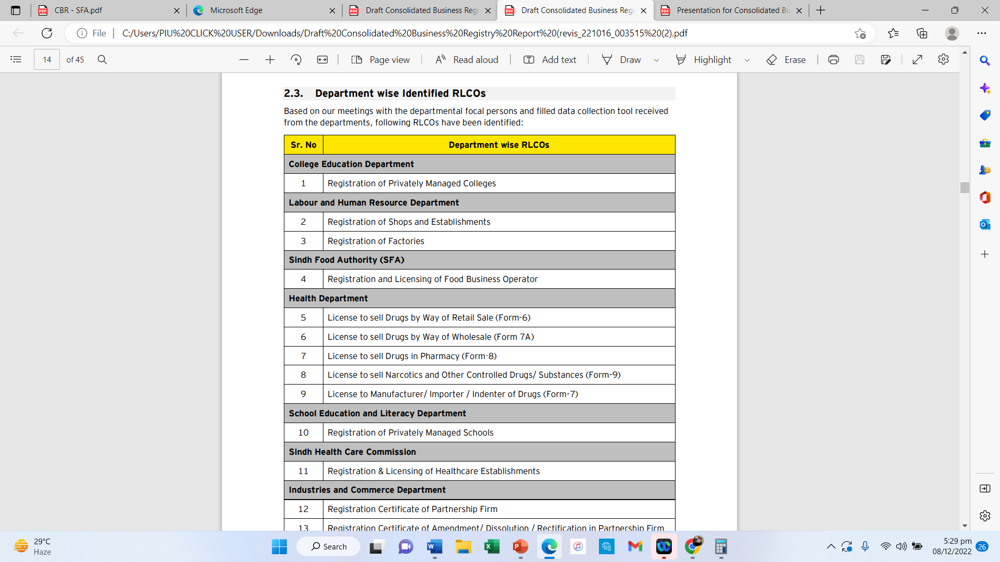 CBR - SFA.pdf
Microsoft Edge
Draft Consolidated Business Regi
Draft Consolidated Business Regi
Presentation for Consolidated Bu
File
C:/Users/PIU%20CLICK%20USER/Downloads/Draft%20Consolidated%20Business%20Registry%20Report%20(revis_221016_003515%20(2).pdf
14 of 45
Page view
Read aloud
Add text
Draw
Highlight
Erase
2.3. Department wise Identified RLCOs
Based on our meetings with the departmental focal persons and filled data collection tool received
from the departments, following RLCOs have been identified:
Sr. No Department wise RLCOs
College Education Department
1 Registration of Privately Managed Colleges
Labour and Human Resource Department
2 Registration of Shops and Establishments
3 Registration of Factories
Sindh Food Authority (SFA)
4 Registration and Licensing of Food Business Operator
Health Department
5 License to sell Drugs by Way of Retail Sale (Form-6)
6 License to sell Drugs by Way of Wholesale (Form 7A)
7 License to sell Drugs in Pharmacy (Form-8)
8 License to sell Narcotics and Other Controlled Drugs/ Substances (Form-9)
9 License to Manufacturer/ Importer / Indenter of Drugs (Form-7)
School Education and Literacy Department
10 Registration of Privately Managed Schools
Sindh Health Care Commission
11 Registration & Licensing of Healthcare Establishments
Industries and Commerce Department
12 Registration Certificate of Partnership Firm
13 Registration Certificate of Amendment/ Dissolution / Rectification in Partnership Firm
29°C
Haze
Search
5:29 pm
08/12/2022
26